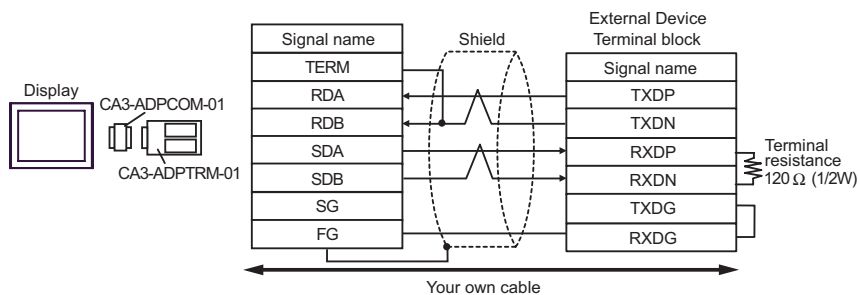 External Device
Terminal block
Signal name
Shield
Signal name
TERM
RDA
RDB
SDA
SDB
SG
FG
TXDP
TXDN
RXDP
RXDN
TXDG
RXDG
Display
CA3-ADPCOM-01
CA3-ADPTRM-01
Terminal
resistance
120 Ω (1/2W)
Your own cable